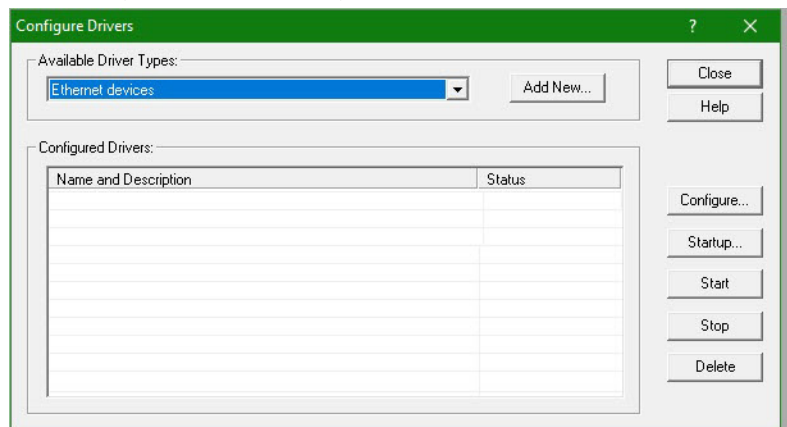 Configure Drivers
?
Available Driver Types:
Ethernet devices
Add New...
Close
Help
Configured Drivers:
Name and Description
Status
Configure...
Startup...
Start
Stop
Delete